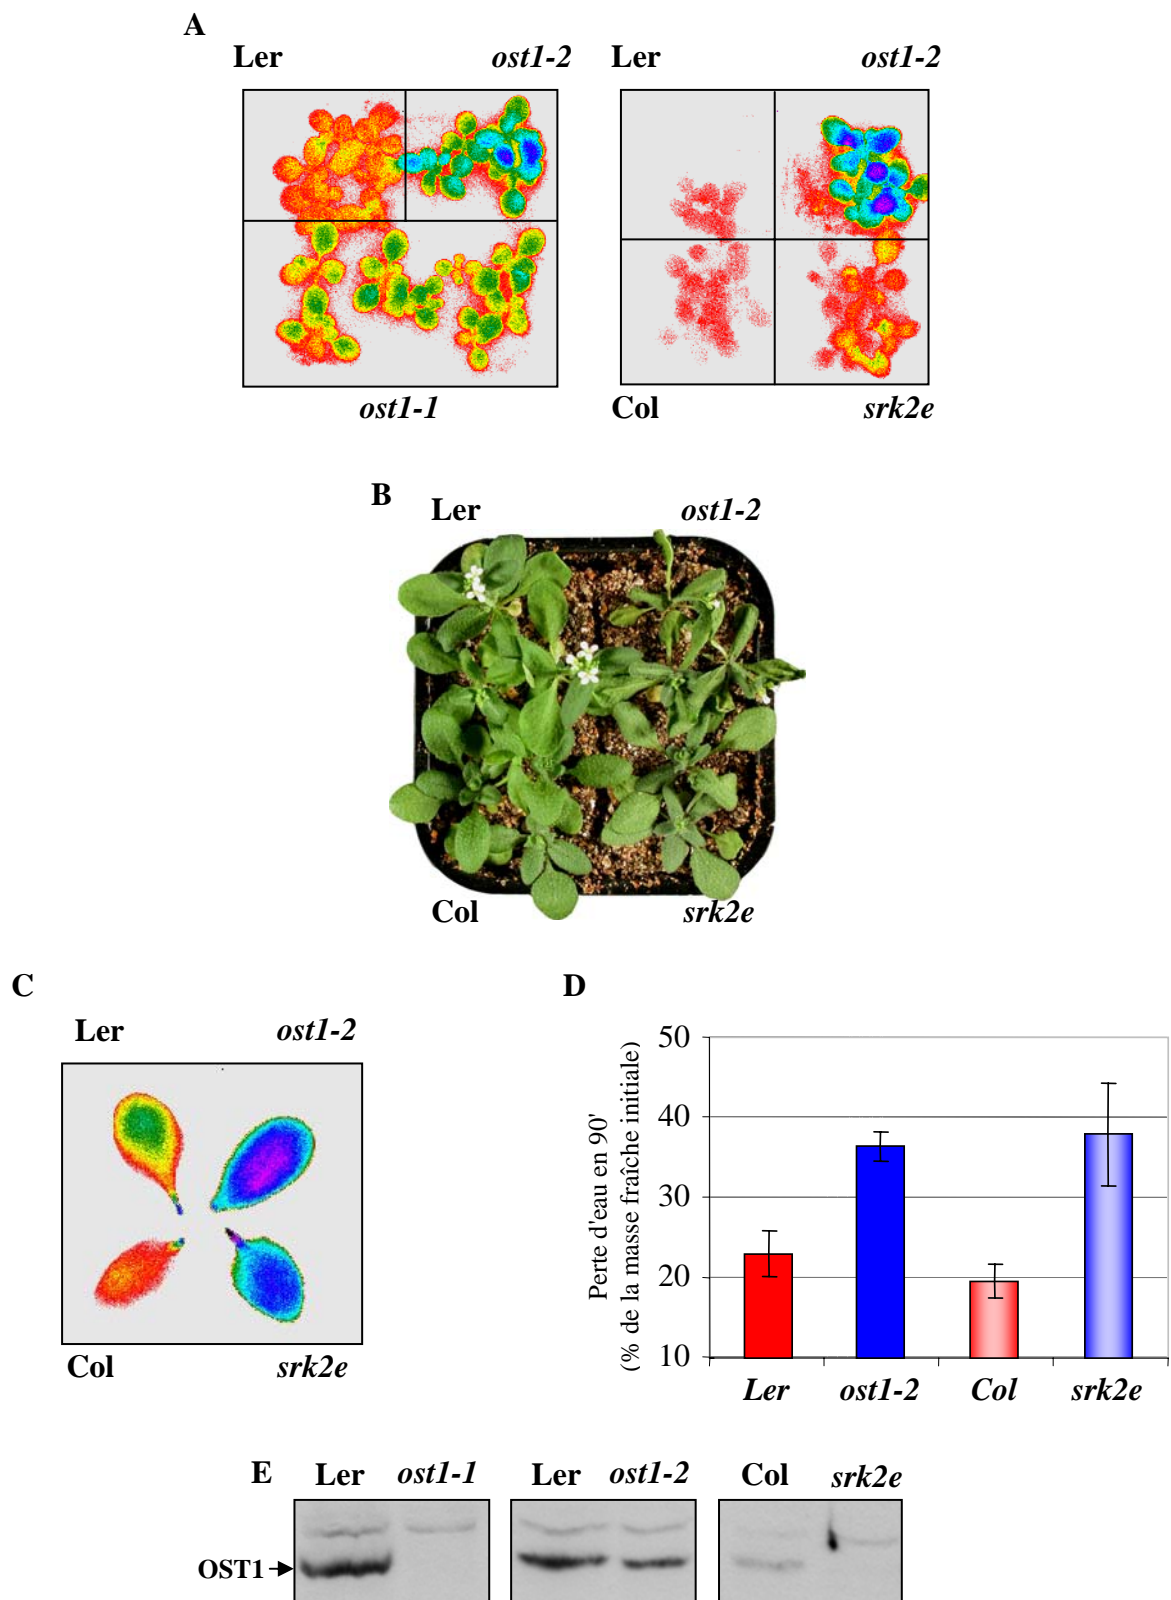 A
Ler ost1-2 Ler ost1-2
ost1-1 Col srk2e
B
Ler ost1-2
Col srk2e
C
Ler ost1-2
Col srk2e
D
Perte d'eau en 90'
(% de la masse fraîche initiale)
50
40
30
20
10
Ler ost1-2 Col srk2e
E Ler ost1-1 Ler ost1-2 Col srk2e
OST1